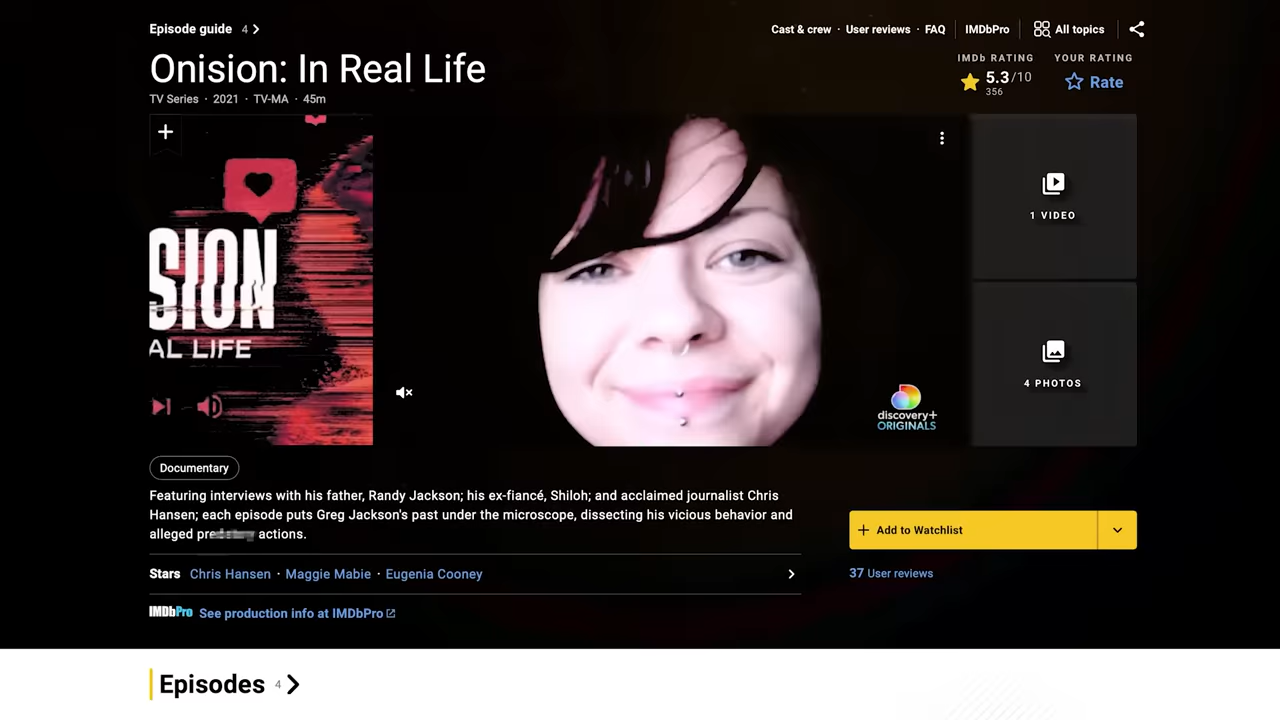 Episode guide 4
Cast & crew · User reviews · FAQ IMDbPro All topics
Onision: In Real Life
TV Series · 2021 · TV-MA · 45m
IMDb RATING
5.3/10
356
YOUR RATING
Rate
SION
AL LIFE
discovery+
ORIGINALS
1 VIDEO
4 PHOTOS
Documentary
Featuring interviews with his father, Randy Jackson; his ex-fiancé, Shiloh; and acclaimed journalist Chris
Hansen; each episode puts Greg Jackson's past under the microscope, dissecting his vicious behavior and
alleged actions.
Add to Watchlist
37 User reviews
Stars Chris Hansen · Maggie Mabie · Eugenia Cooney
IMDbPro See production info at IMDbPro
Episodes 4